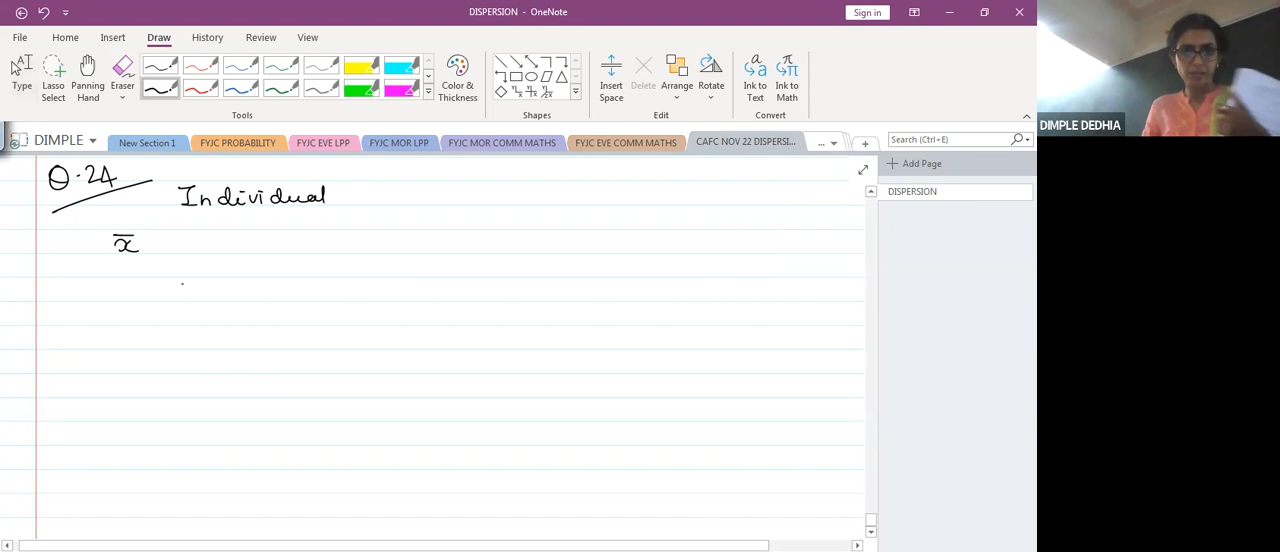 DISPERSION - OneNote
Sign in
File Home Insert Draw History Review View
Type
Lasso Select
Panning Hand
Eraser
Color & Thickness
Insert Space
Delete
Arrange
Rotate
Ink to Text
Ink to Math
Tools
Shapes
Edit
Convert
DIMPLE
New Section 1
FYJC PROBABILITY
FYJC EVE LPP
FYJC MOR LPP
FYJC MOR COMM MATHS
FYJC EVE COMM MATHS
CAFC NOV 22 DISPERSI...
...
Search (Ctrl+E)
Add Page
DISPERSION
DIMPLE DEDHIA
Q.24
Individual
x̄